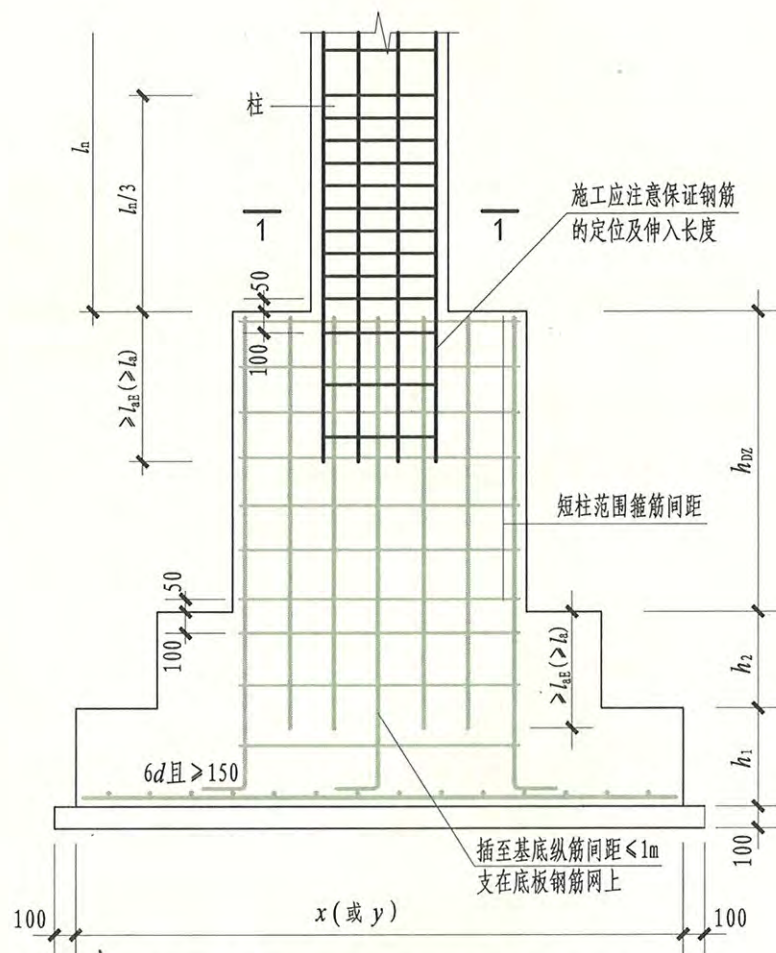 柱
lₙ
lₙ/3
施工应注意保证钢筋
的定位及伸入长度
1
1
50
100
≥lₐE(≥lₐ)
短柱范围箍筋间距
h_DZ
50
100
≥lₐE(≥lₐ)
h₂
h₁
6d且≥150
插至基底纵筋间距≤1m
支在底板钢筋网上
100
100
x(或y)
100